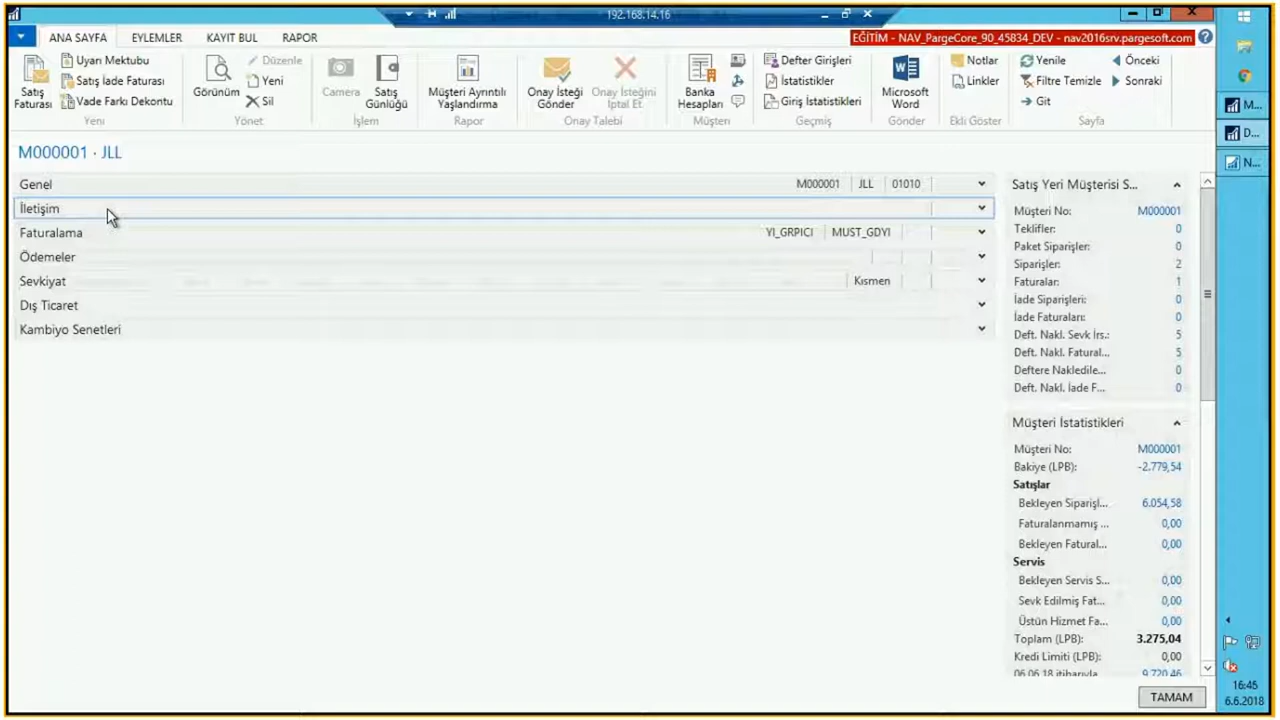 192.168.14.16
ANA SAYFA EYLEMLER KAYIT BUL RAPOR
EĞİTİM - NAV_PargeCore_90_45834_DEV - nav2016srv.pargesoft.com
Satış Faturası
Uyarı Mektubu
Satış İade Faturası
Vade Farkı Dekontu
Yeni
Görünüm
Düzenle
Yeni
Sil
Yönet
Camera
Satış Günlüğü
İşlem
Müşteri Ayrıntılı Yaşlandırma
Rapor
Onay İsteği Gönder
Onay İsteğini İptal Et
Onay Talebi
Banka Hesapları
Müşteri
Defter Girişleri
İstatistikler
Giriş İstatistikleri
Geçmiş
Microsoft Word
Gönder
Notlar
Linkler
Ekli Göster
Yenile
Filtre Temizle
Git
Önceki
Sonraki
Sayfa
M...
D...
N...
M000001 · JLL
Genel M000001 JLL 01010
İletişim
Faturalama YI_GRPICI MUST_GDYI
Ödemeler
Sevkiyat Kısmen
Dış Ticaret
Kambiyo Senetleri
Satış Yeri Müşterisi S...
Müşteri No: M000001
Teklifler: 0
Paket Siparişler: 0
Siparişler: 2
Faturalar: 1
İade Siparişleri: 0
İade Faturaları: 0
Deft. Nakl. Sevk İrs.: 5
Deft. Nakl. Fatural... 5
Deftere Nakledile... 0
Deft. Nakl. İade F... 0
Müşteri İstatistikleri
Müşteri No: M000001
Bakiye (LPB): -2.779,54
Satışlar
Bekleyen Siparişl... 6.054,58
Faturalanmamış ... 0,00
Bekleyen Fatural... 0,00
Servis
Bekleyen Servis S... 0,00
Sevk Edilmiş Fat... 0,00
Üstün Hizmet Fa... 0,00
Toplam (LPB): 3.275,04
Kredi Limiti (LPB): 0,00
06.06.18 itibarıyla 9.720,46
TAMAM
16:45
6.6.2018